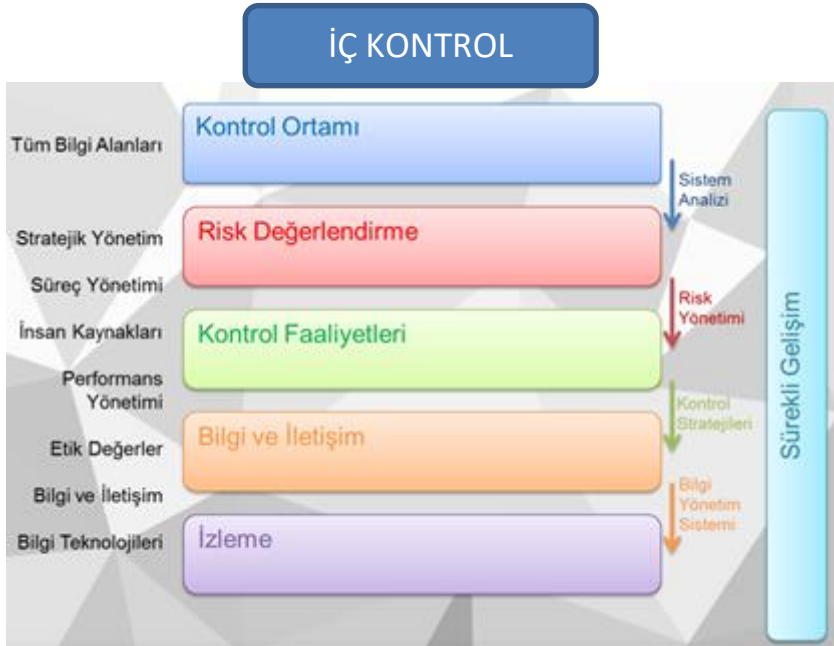 İÇ KONTROL
Tüm Bilgi Alanları
Stratejik Yönetim
Süreç Yönetimi
İnsan Kaynakları
Performans
Yönetimi
Etik Değerler
Bilgi ve İletişim
Bilgi Teknolojileri
Kontrol Ortamı
Risk Değerlendirme
Kontrol Faaliyetleri
Bilgi ve İletişim
İzleme
Sistem
Analizi
Risk
Yönetimi
Kontrol
Stratejileri
Bilgi
Yönetim
Sistemi
Sürekli Gelişim